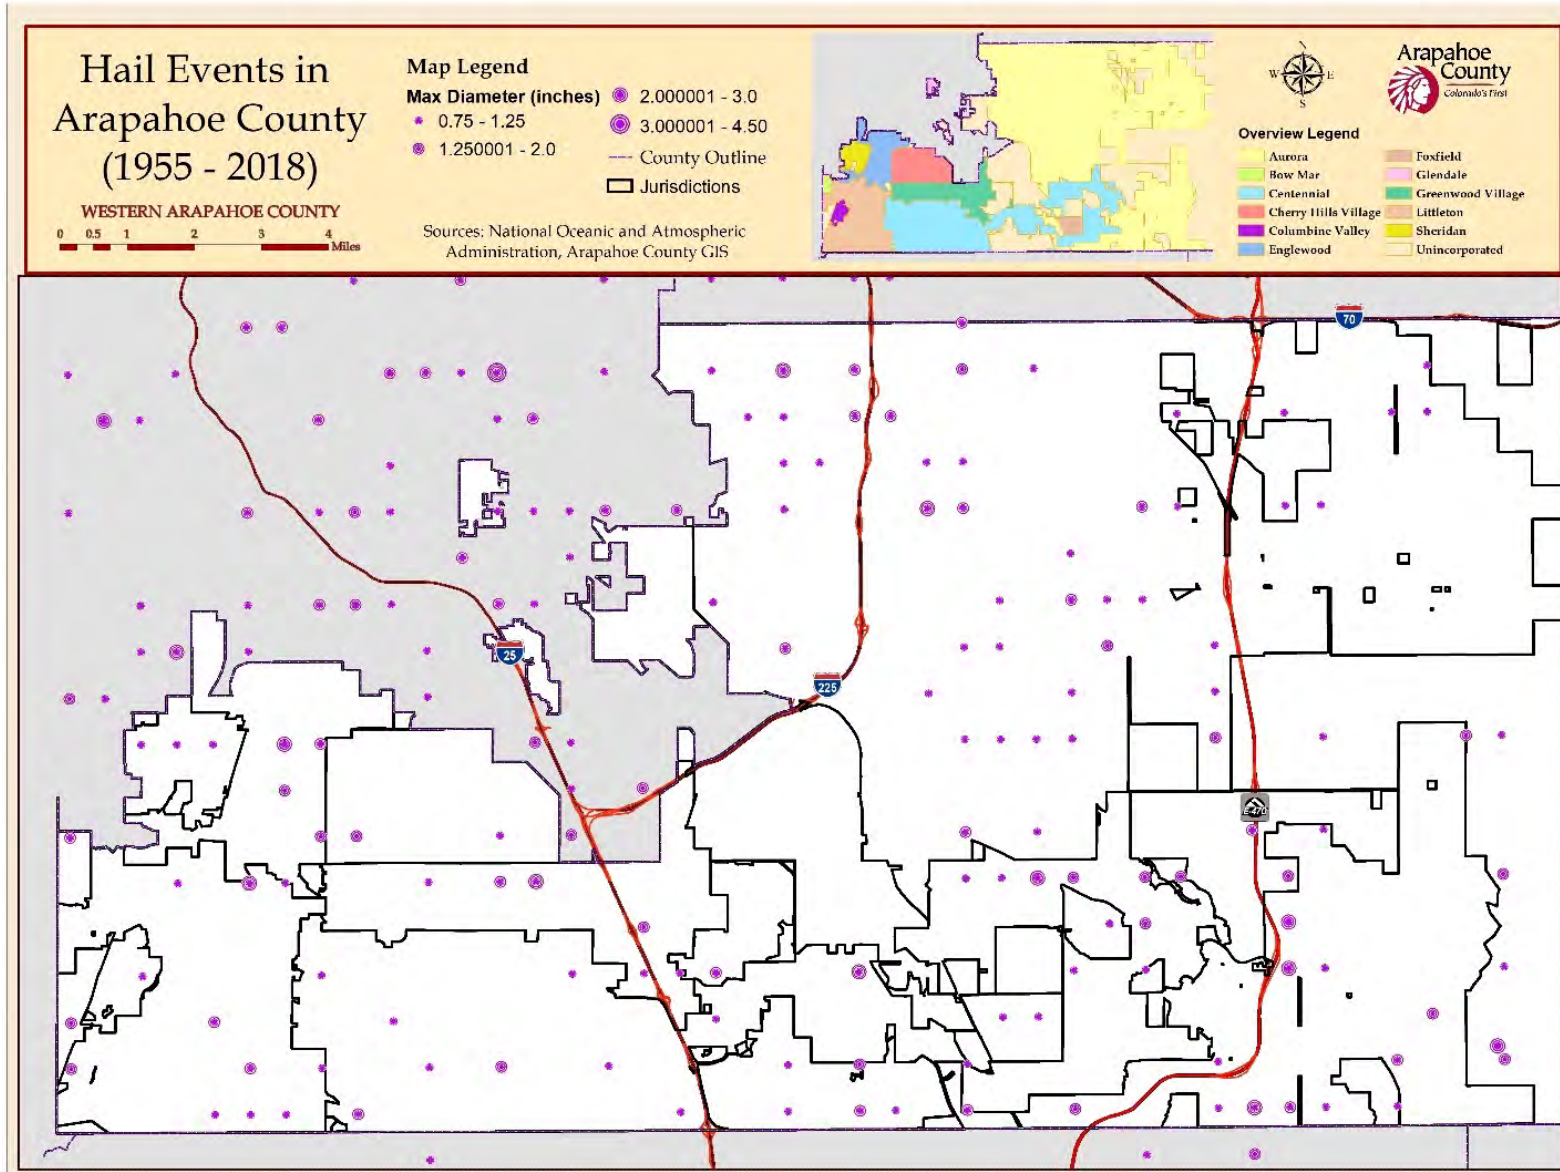 Hail Events in
Arapahoe County
(1955 - 2018)
WESTERN ARAPAHOE COUNTY
0 0.5 1 2 3 4
Miles
Map Legend
Max Diameter (inches)
0.75 - 1.25
1.250001 - 2.0
2.000001 - 3.0
3.000001 - 4.50
County Outline
Jurisdictions
Sources: National Oceanic and Atmospheric
Administration, Arapahoe County GIS
N
W E
S
Arapahoe
County
Colorado's First
Overview Legend
Aurora
Bow Mar
Centennial
Cherry Hills Village
Columbine Valley
Englewood
Foxfield
Glendale
Greenwood Village
Littleton
Sheridan
Unincorporated
70
25
225
E-470